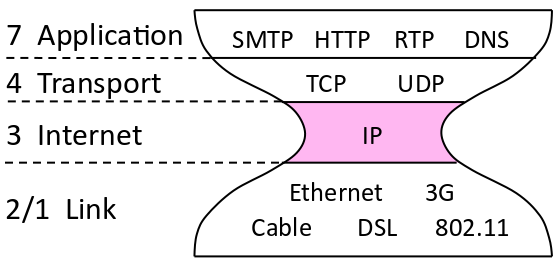 7 Application SMTP HTTP RTP DNS
4 Transport TCP UDP
3 Internet IP
Ethernet 3G
2/1 Link
Cable DSL 802.11